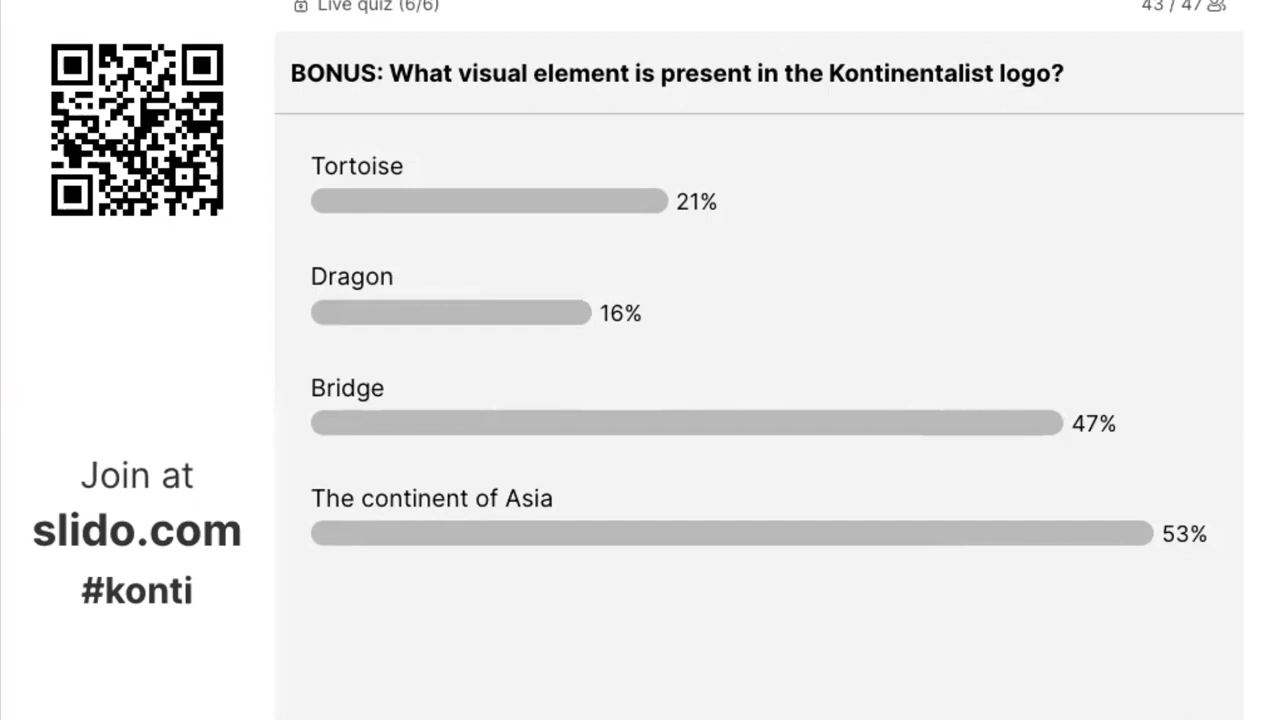 Live quiz (6/6)
43 / 47
BONUS: What visual element is present in the Kontinentalist logo?
Tortoise
21%
Dragon
16%
Bridge
47%
The continent of Asia
53%
Join at
slido.com
#konti